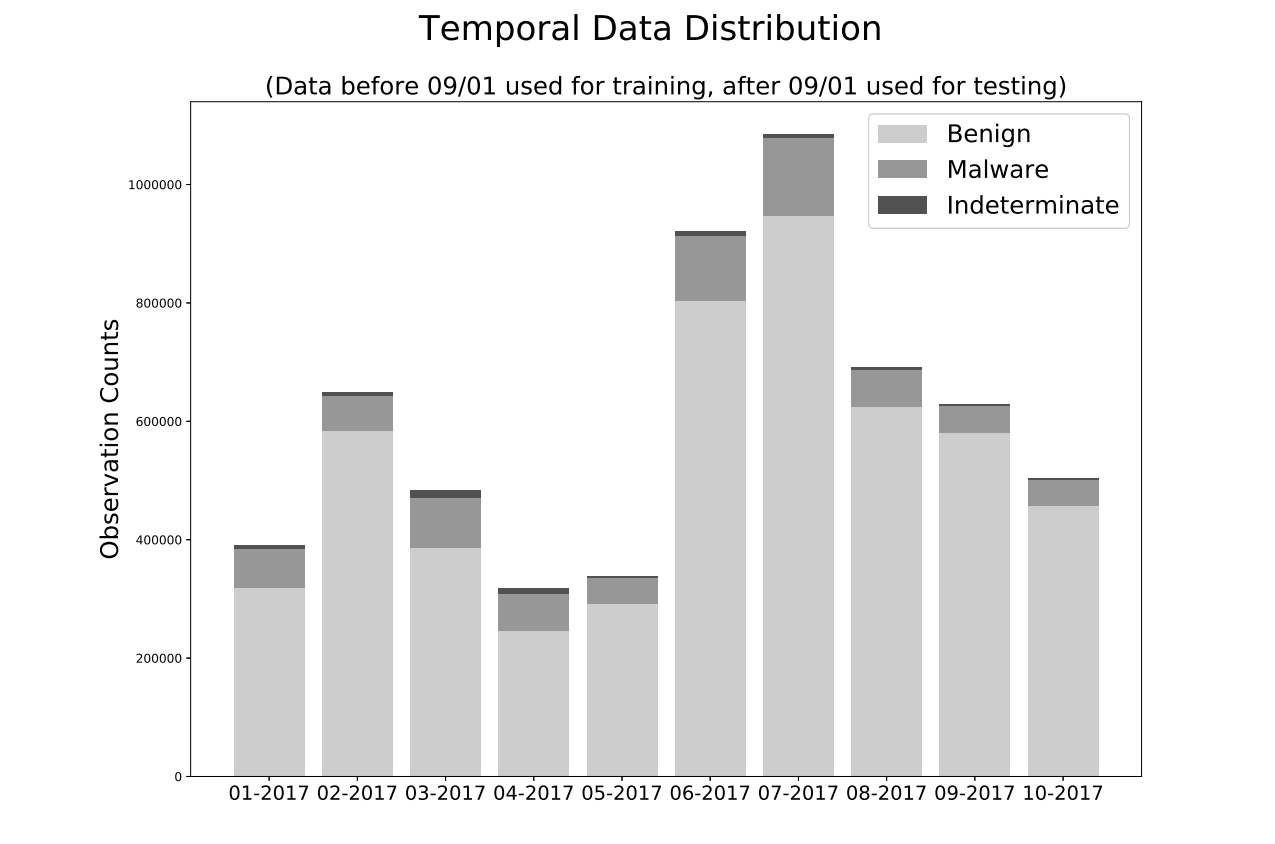 Temporal Data Distribution
(Data before 09/01 used for training, after 09/01 used for testing)
Benign
Malware
Indeterminate
Observation Counts
1000000
800000
600000
400000
200000
0
01-2017 02-2017 03-2017 04-2017 05-2017 06-2017 07-2017 08-2017 09-2017 10-2017